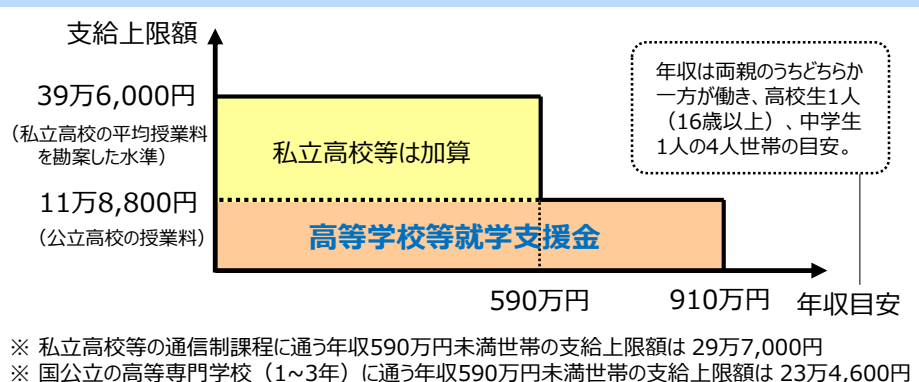 支給上限額
39万6,000円
（私立高校の平均授業料
を勘案した水準）
11万8,800円
（公立高校の授業料）
私立高校等は加算
高等学校等就学支援金
年収は両親のうちどちらか
一方が働き、高校生1人
（16歳以上）、中学生
1人の4人世帯の目安。
590万円
910万円
年収目安
※ 私立高校等の通信制課程に通う年収590万円未満世帯の支給上限額は 29万7,000円
※ 国公立の高等専門学校（1~3年）に通う年収590万円未満世帯の支給上限額は 23万4,600円